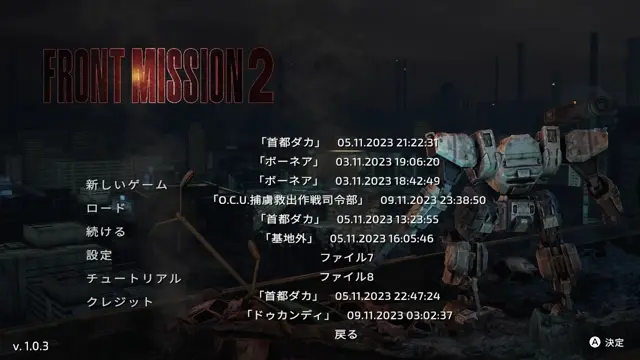 FRONT MISSION 2
「首都ダカ」 05.11.2023 21:22:31
「ボーネア」 03.11.2023 19:06:20
「ボーネア」 03.11.2023 18:42:49
「O.C.U.捕虜救出作戦司令部」 09.11.2023 23:38:50
「首都ダカ」 05.11.2023 13:23:55
「基地外」 05.11.2023 16:05:46
ファイル7
ファイル8
「首都ダカ」 05.11.2023 22:47:24
「ドゥカンディ」 09.11.2023 03:02:37
戻る
新しいゲーム
ロード
続ける
設定
チュートリアル
クレジット
v. 1.0.3
A 決定